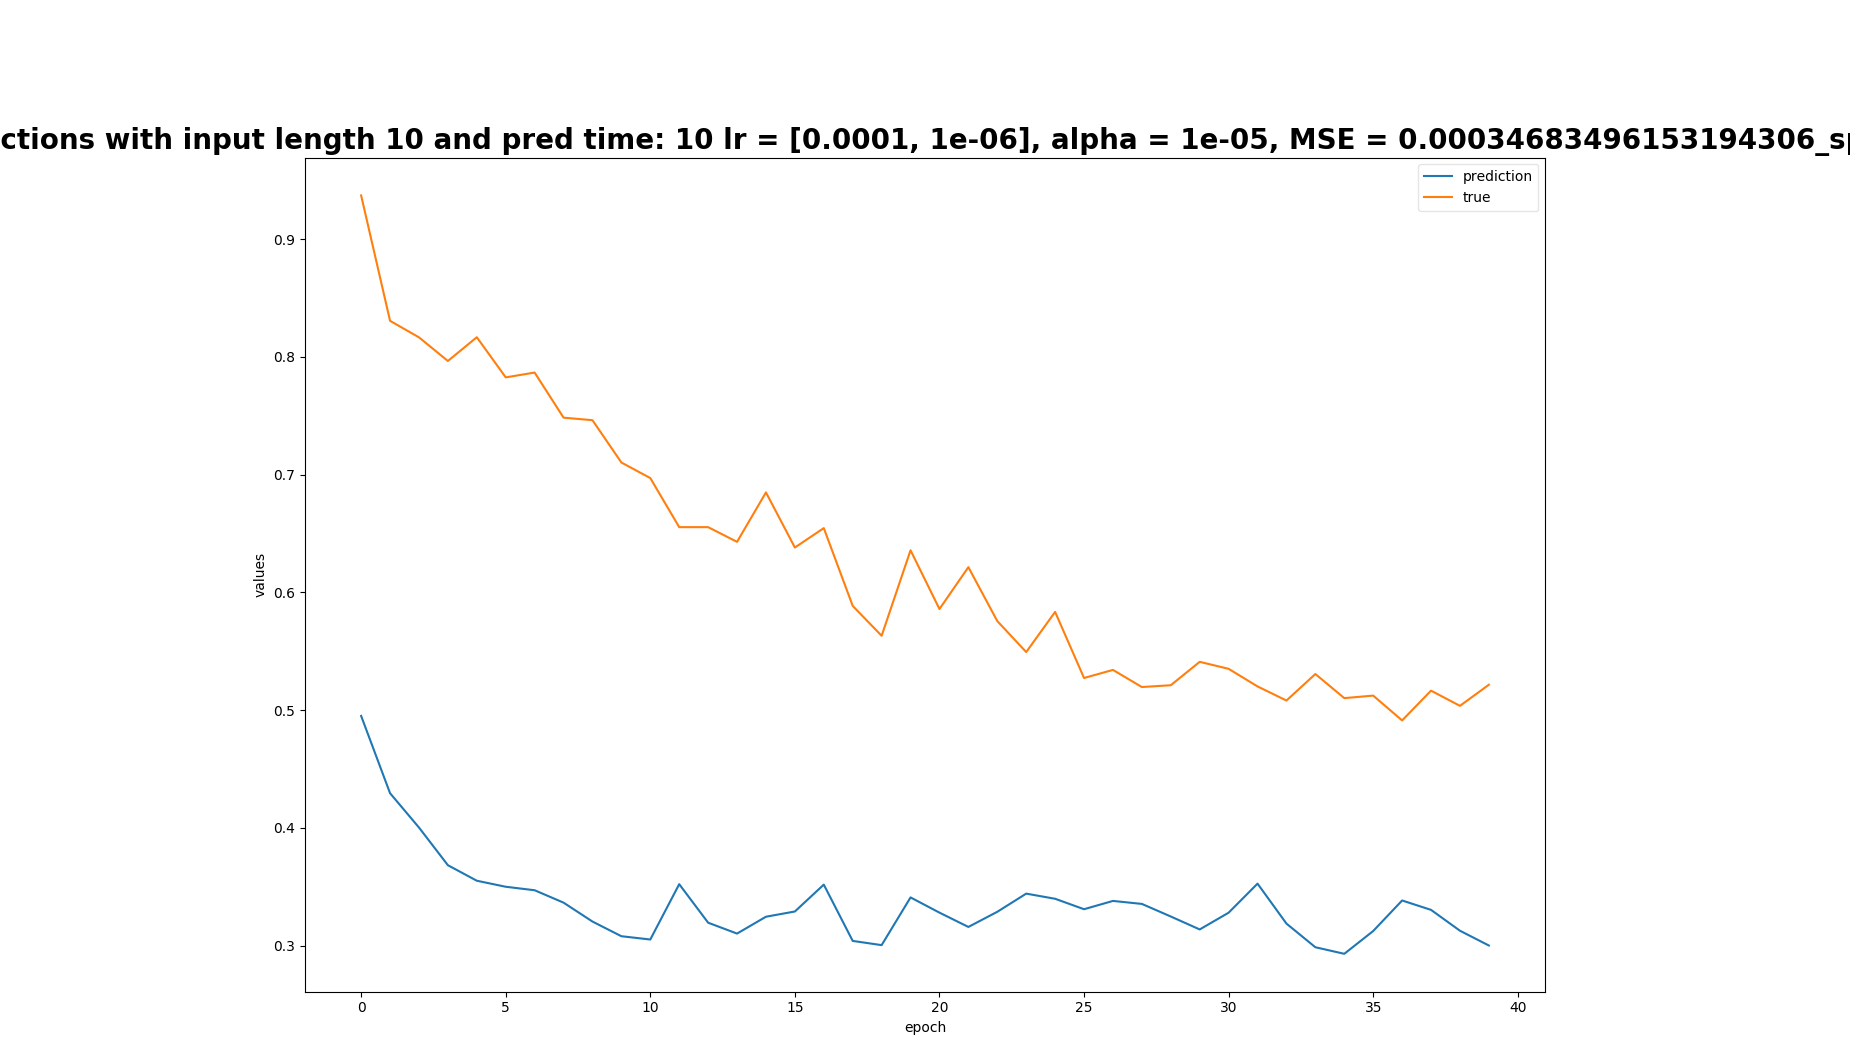 ctions with input length 10 and pred time: 10 lr = [0.0001, 1e-06], alpha = 1e-05, MSE = 0.00034683496153194306_sp
prediction
true
0.9
0.8
0.7
0.6
0.5
0.4
0.3
values
0 5 10 15 20 25 30 35 40
epoch